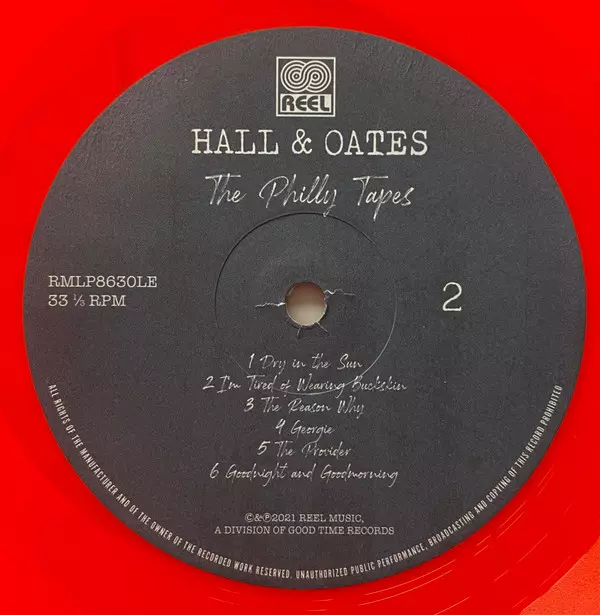 REEL
HALL & OATES
The Philly Tapes
RMLP8630LE
33 ⅓ RPM
2
1 Dry in the Sun
2 I'm Tired of Wearing Buckskin
3 The Reason Why
4 Georgie
5 The Provider
6 Goodnight and Goodmorning
©&℗2021 REEL MUSIC,
A DIVISION OF GOOD TIME RECORDS
ALL RIGHTS OF THE MANUFACTURER AND OF THE OWNER OF THE RECORDED WORK RESERVED. UNAUTHORIZED PUBLIC PERFORMANCE, BROADCASTING AND COPYING OF THIS RECORD PROHIBITED